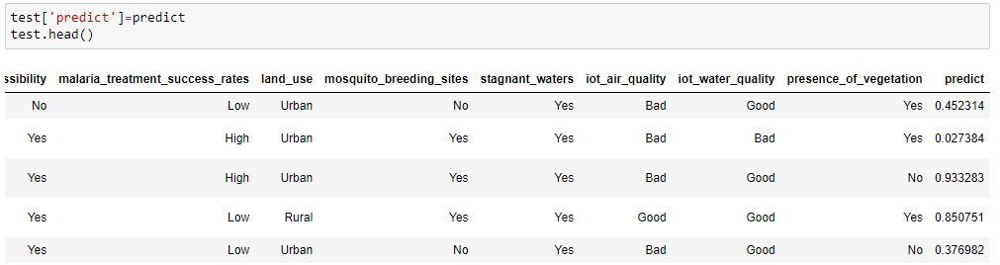 test['predict']=predict
test.head()
ssibility malaria_treatment_success_rates land_use mosquito_breeding_sites stagnant_waters iot_air_quality iot_water_quality presence_of_vegetation predict
No Low Urban No Yes Bad Good Yes 0.452314
Yes High Urban Yes Yes Bad Bad Yes 0.027384
Yes High Urban Yes Yes Bad Good No 0.933283
Yes Low Rural Yes Yes Good Good Yes 0.850751
Yes Low Urban No Yes Bad Good No 0.376982